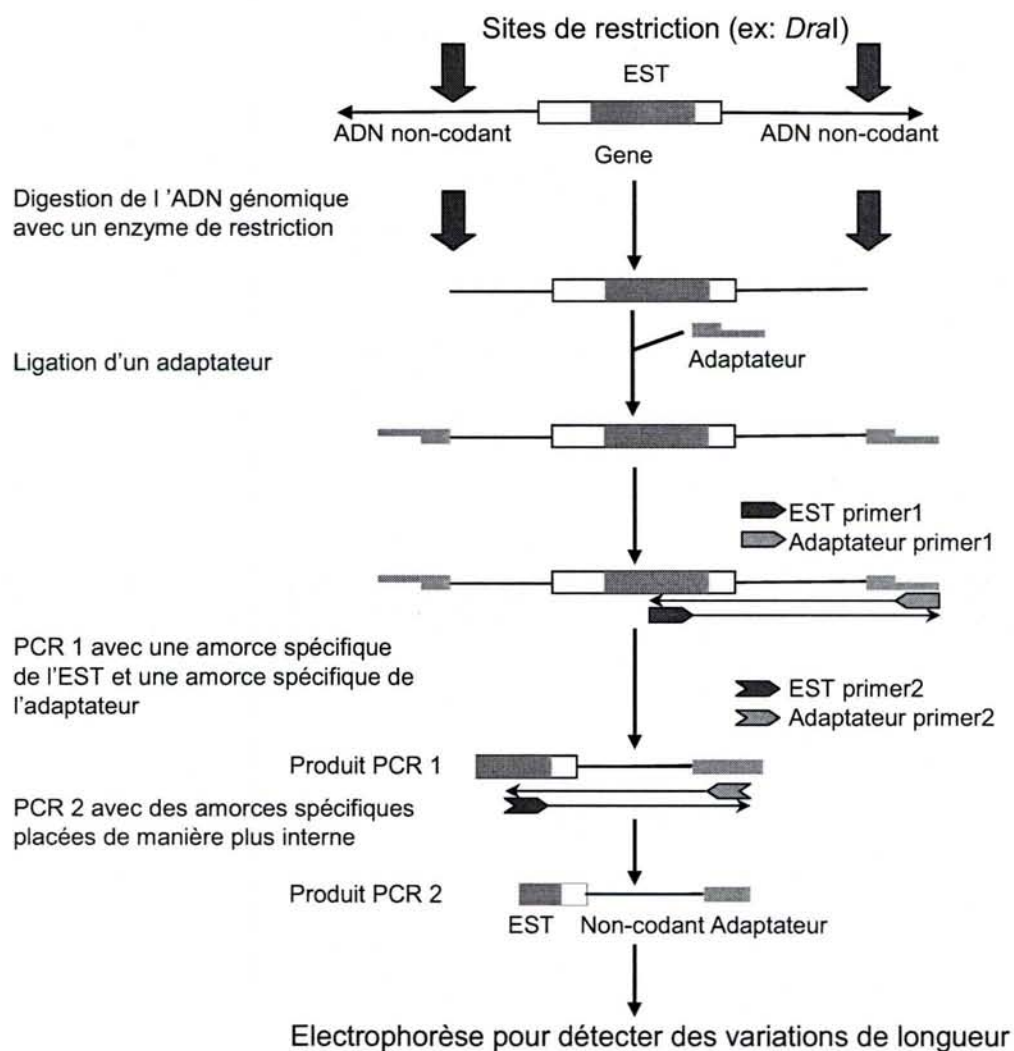 Sites de restriction (ex: DraI)
EST
ADN non-codant
ADN non-codant
Gene
Digestion de l 'ADN génomique
avec un enzyme de restriction
Ligation d'un adaptateur
Adaptateur
EST primer1
Adaptateur primer1
PCR 1 avec une amorce spécifique
de l'EST et une amorce spécifique de
l'adaptateur
EST primer2
Adaptateur primer2
Produit PCR 1
PCR 2 avec des amorces spécifiques
placées de manière plus interne
Produit PCR 2
EST Non-codant Adaptateur
Electrophorèse pour détecter des variations de longueur